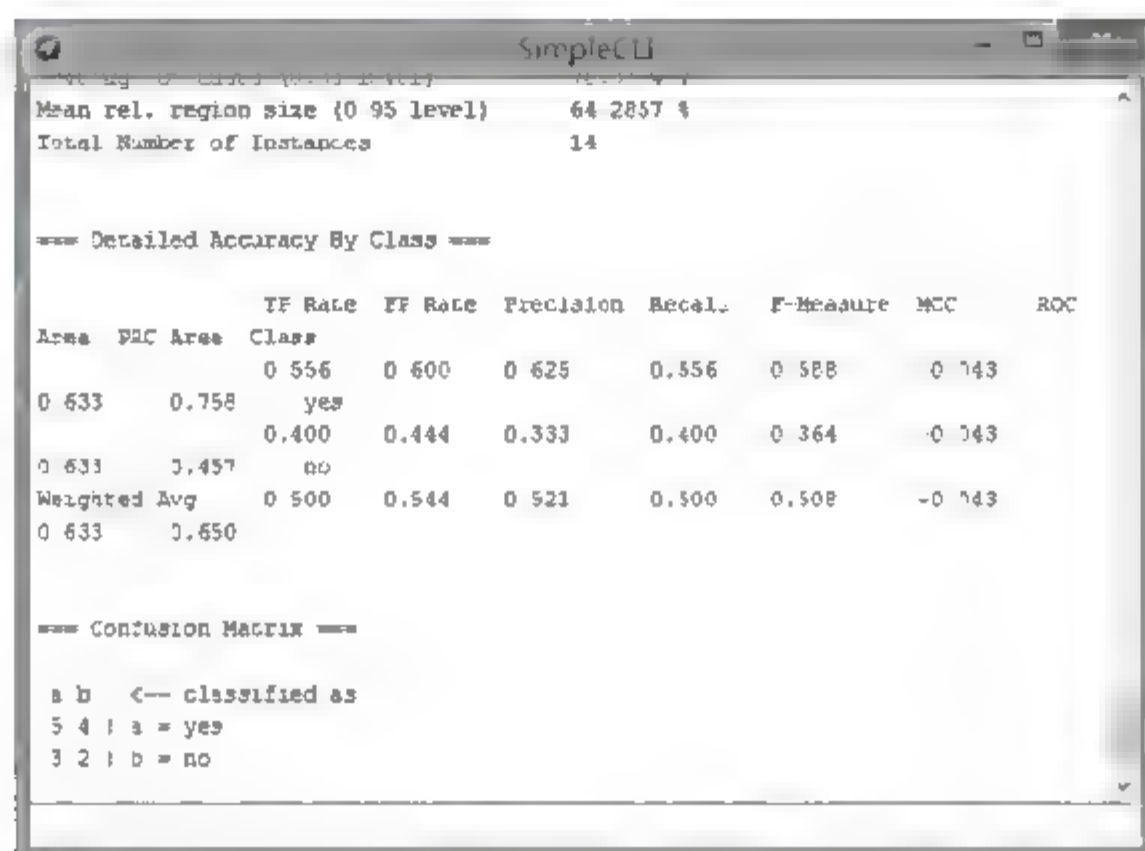 SimpleCLI
Mean rel. region size (0.95 level) 64.2857 %
Total Number of Instances 14
=== Detailed Accuracy By Class ===
TP Rate FP Rate Precision Recall F-Measure MCC ROC
Area PRC Area Class
0.556 0.600 0.625 0.556 0.588 -0.043
0.633 0.758 yes
0.400 0.444 0.333 0.400 0.364 -0.043
0.633 0.457 no
Weighted Avg. 0.500 0.544 0.521 0.500 0.508 -0.043
0.633 0.650
=== Confusion Matrix ===
a b <-- classified as
5 4 | a = yes
3 2 | b = no